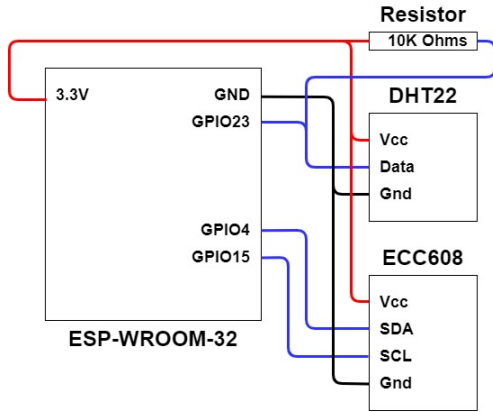 Resistor
10K Ohms
3.3V
GND
GPIO23
GPIO4
GPIO15
ESP-WROOM-32
DHT22
Vcc
Data
Gnd
ECC608
Vcc
SDA
SCL
Gnd